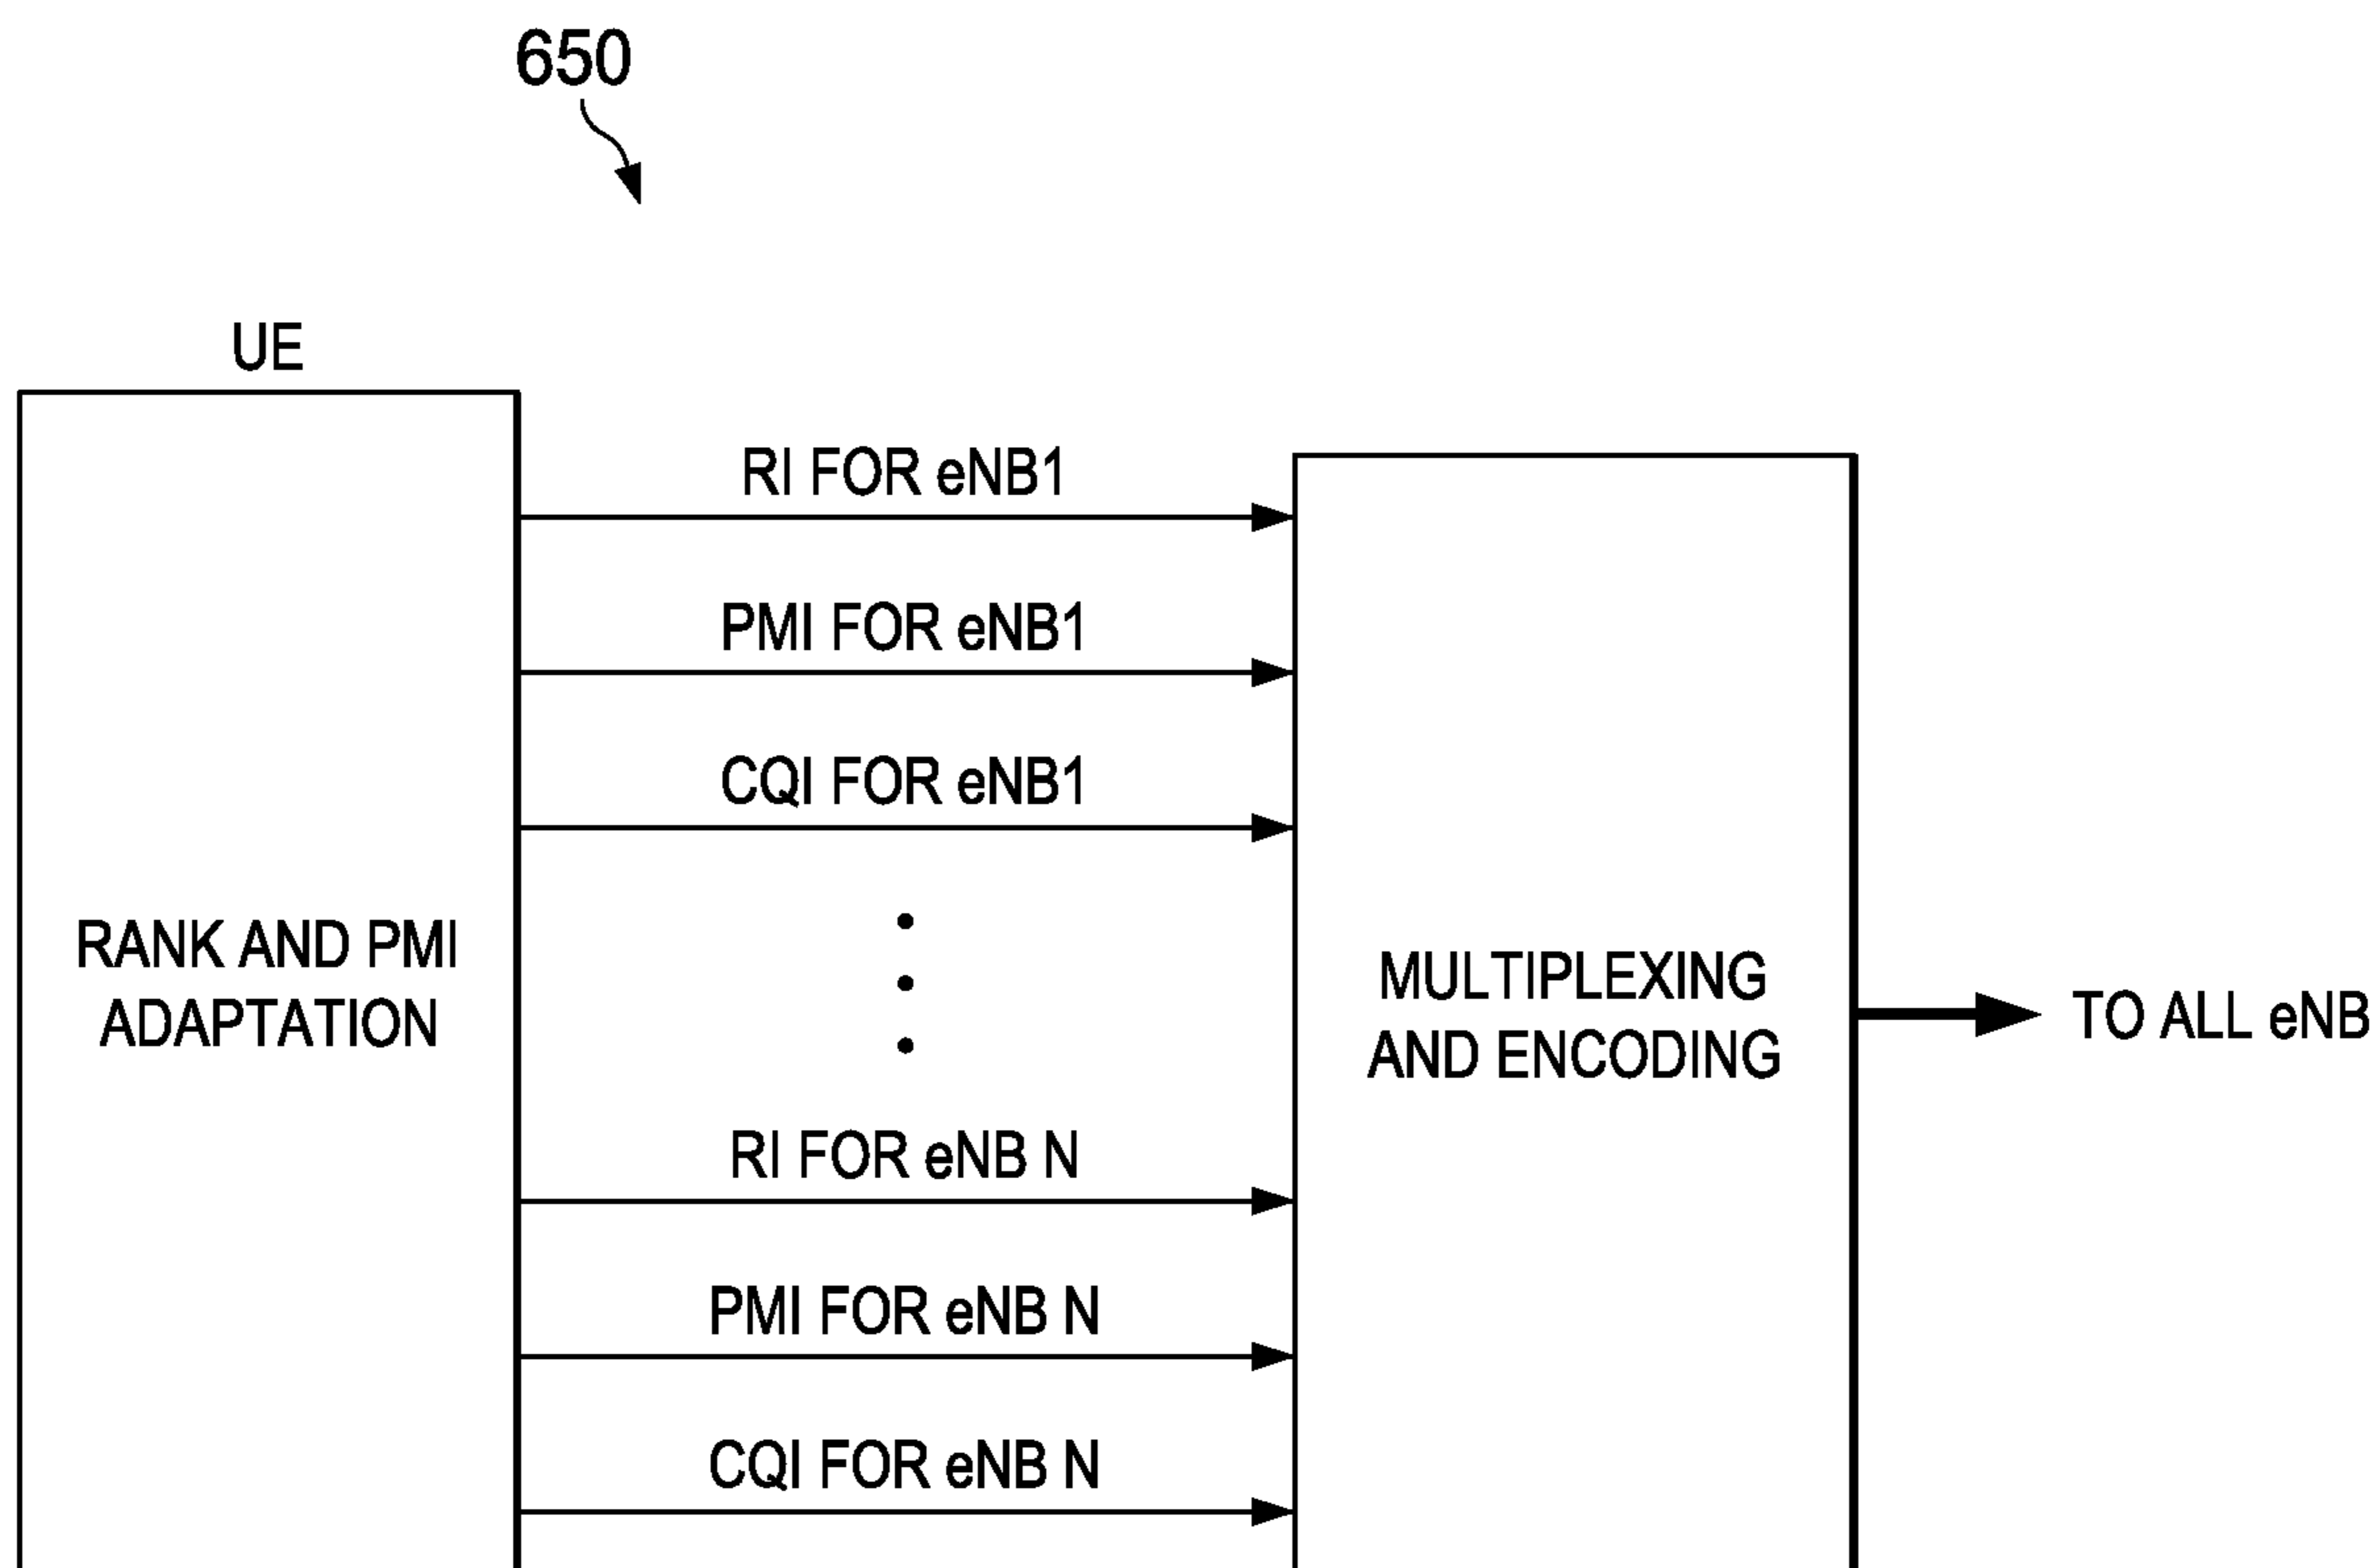 650
UE
RI FOR eNB1
PMI FOR eNB1
CQI FOR eNB1
RANK AND PMI
ADAPTATION
MULTIPLEXING
AND ENCODING
TO ALL eNB
RI FOR eNB N
PMI FOR eNB N
CQI FOR eNB N